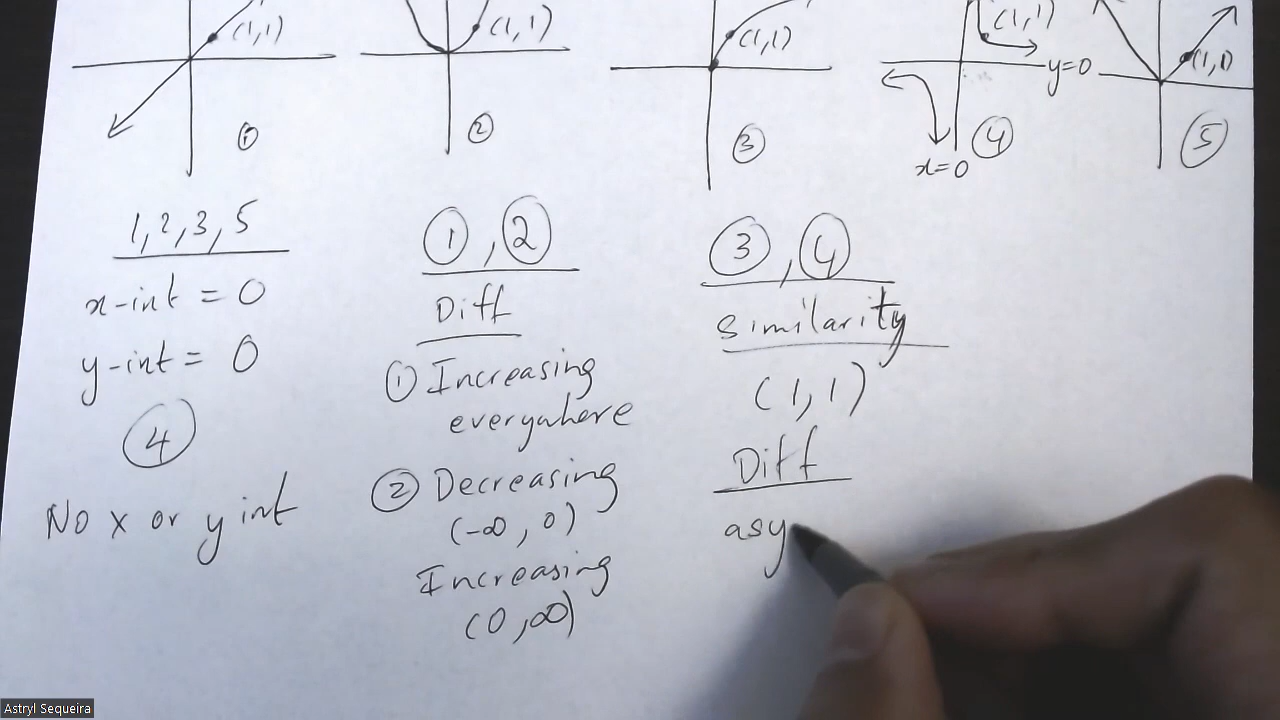 (1,1)
(1,1)
(1,1)
(1,1)
(1,1)
y=0
x=0
①
②
③
④
⑤
1, 2, 3, 5
x-int = 0
y-int = 0
④
No x or y int
①, ②
Diff
① Increasing
everywhere
② Decreasing
(-∞, 0)
Increasing
(0, ∞)
③, ④
similarity
(1, 1)
Diff
asy
Astryl Sequeira